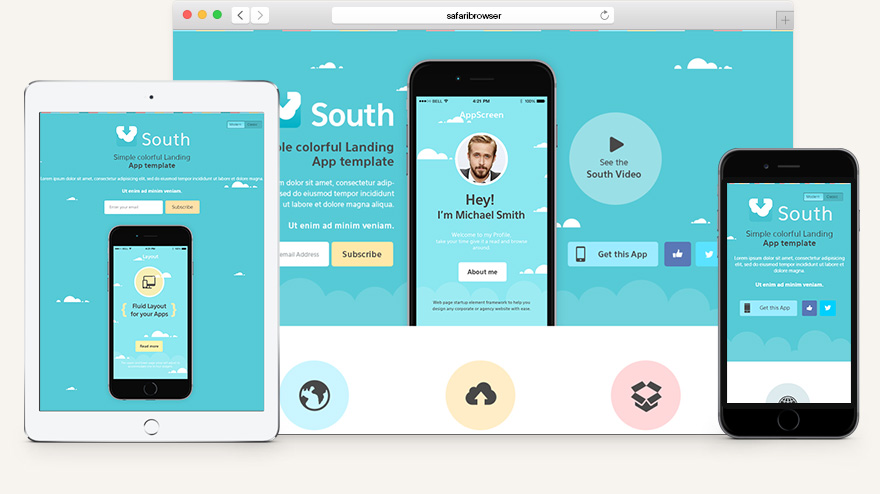 safaribrowser
South
Simple colorful Landing
App template
Lorem ipsum dolor sit amet, consectetur adipiscing elit, sed do eiusmod tempor incididunt
ut labore et dolore magna.
Ut enim ad minim veniam.
Enter your email
Subscribe
Layout
Fluid Layout
for your Apps
Read more
South
ple colorful Landing
App template
m dolor sit amet, consectetur adip-
sed do eiusmod tempor incididunt
ut labore et dolore magna aliqua.
Ut enim ad minim veniam.
email Address
Subscribe
BELL
4:21 PM
100%
AppScreen
Hey!
I'm Michael Smith
Welcome to my Profile,
take your time give it a read and browse
around.
About me
Web page startup element framework to help you
design any corporate or agency website with ease.
See the
South Video
Get this App
South
Simple colorful Landing
App template
Lorem ipsum dolor sit amet, consectetur adipiscing
elit, sed do eiusmod tempor incididunt ut labore et
dolore magna.
Ut enim ad minim veniam.
Get this App